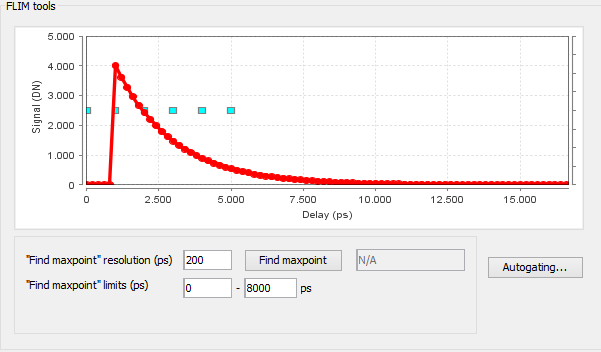 FLIM tools
5.000
4.000
3.000
2.000
1.000
0
Signal (DN)
0 2.500 5.000 7.500 10.000 12.500 15.000
Delay (ps)
"Find maxpoint" resolution (ps) 200 Find maxpoint N/A
Autogating...
"Find maxpoint" limits (ps) 0 - 8000 ps